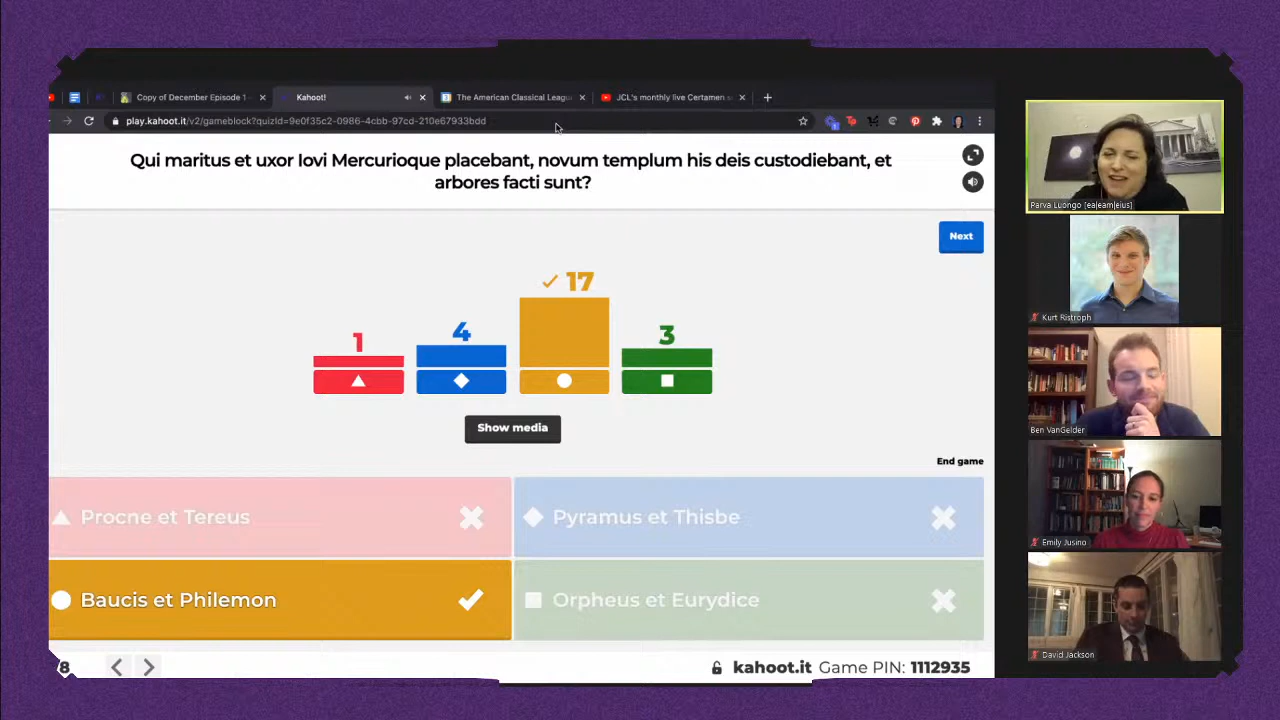 Copy of December Episode 1 -
Kahoot!
The American Classical Leagu
JCL's monthly live Certamen s
play.kahoot.it/v2/gameblock?quizId=9e0f35c2-0986-4cbb-97cd-210e67933bdd
Qui maritus et uxor Iovi Mercurioque placebant, novum templum his deis custodiebant, et
arbores facti sunt?
Next
1
4
17
3
Show media
End game
Procne et Tereus
Pyramus et Thisbe
Baucis et Philemon
Orpheus et Eurydice
8
kahoot.it Game PIN: 1112935
Parva Luongo [ea|eam|eius]
Kurt Ristroph
Ben VanGelder
Emily Jusino
David Jackson